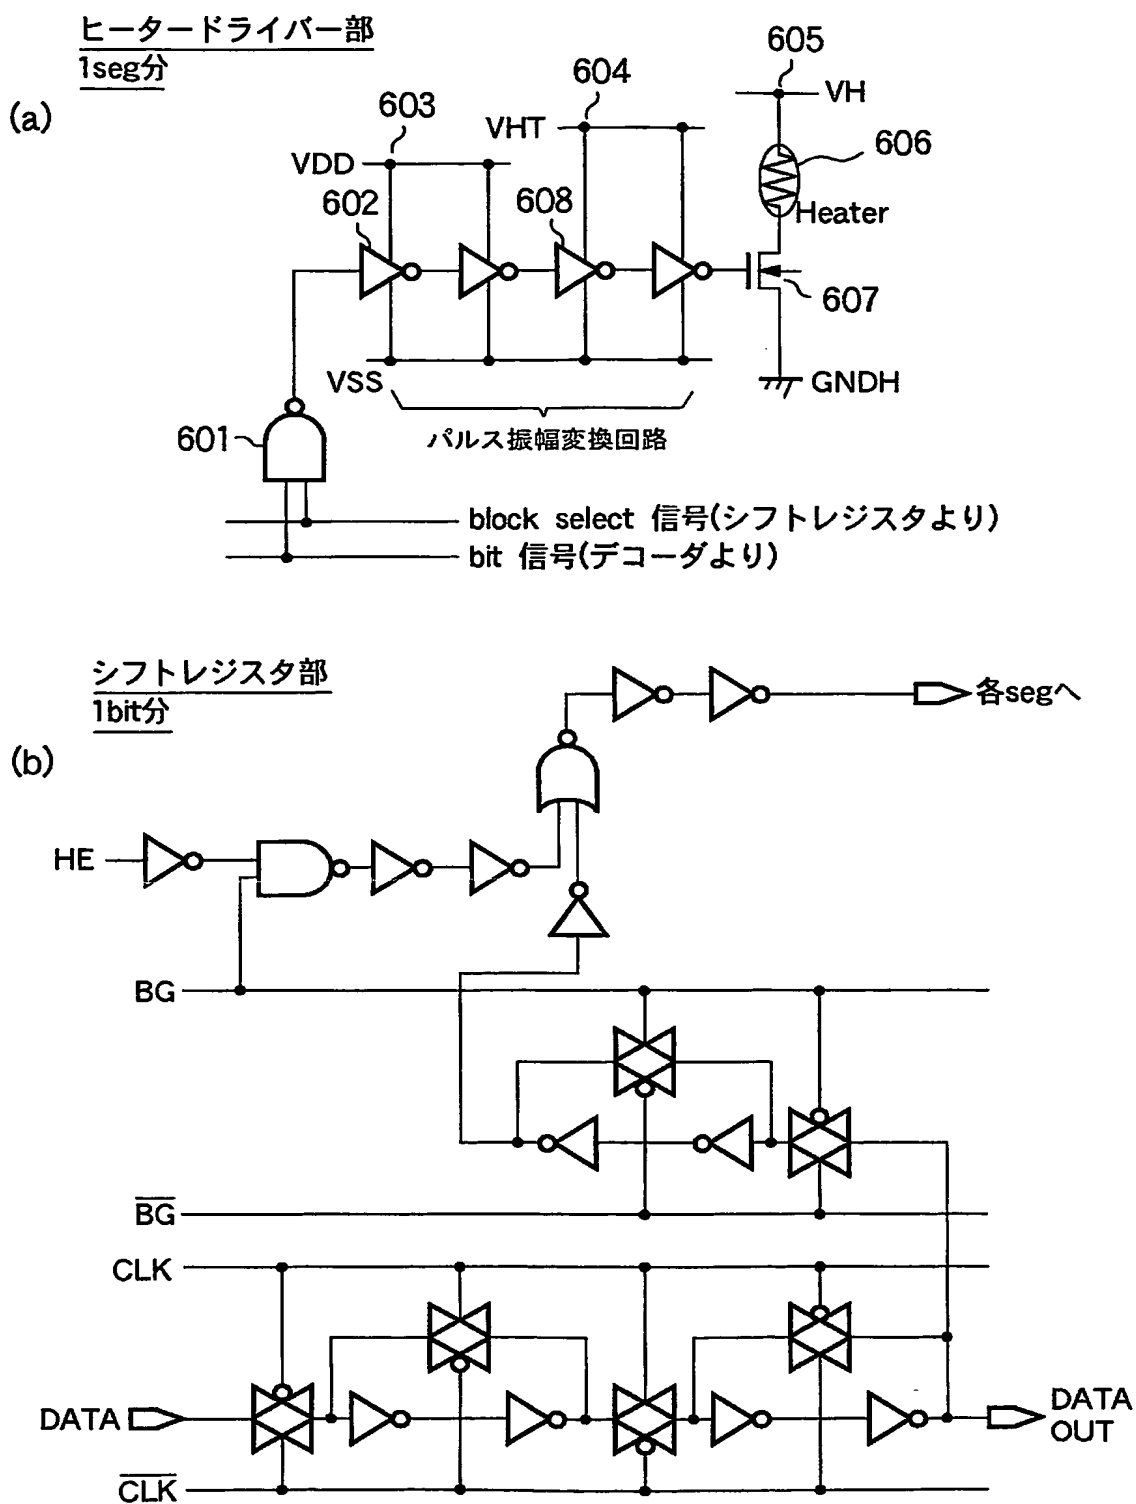 ヒータードライバー部
1seg分
(a)
605
VH
604
603
VHT
606
VDD
602
608
Heater
607
VSS
GNDH
601
パルス振幅変換回路
block select 信号(シフトレジスタより)
bit 信号(デコーダより)
シフトレジスタ部
1bit分
各segへ
(b)
HE
BG
B̅G̅
CLK
DATA
DATA
OUT
C̅L̅K̅